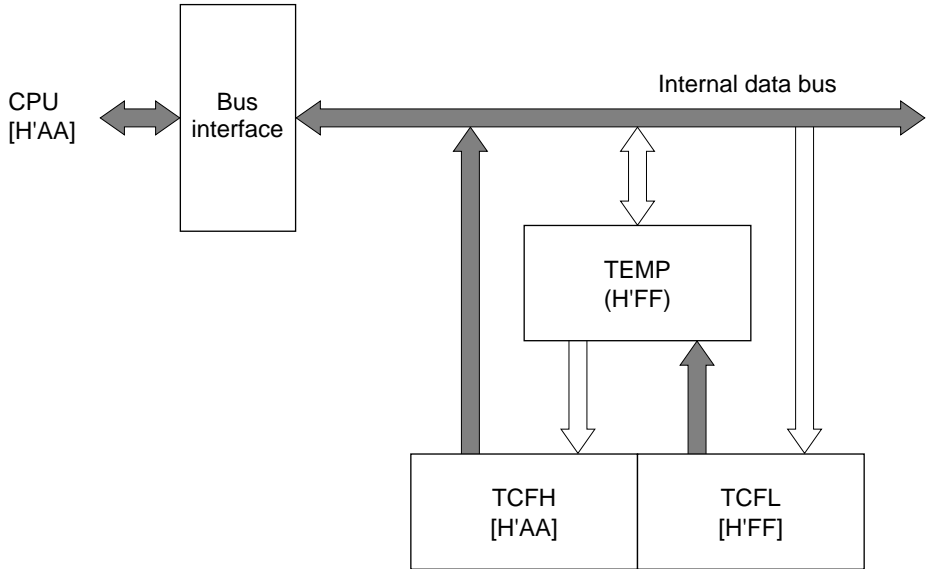 Internal data bus
CPU
[H'AA]
Bus
interface
TEMP
(H'FF)
TCFH
[H'AA]
TCFL
[H'FF]